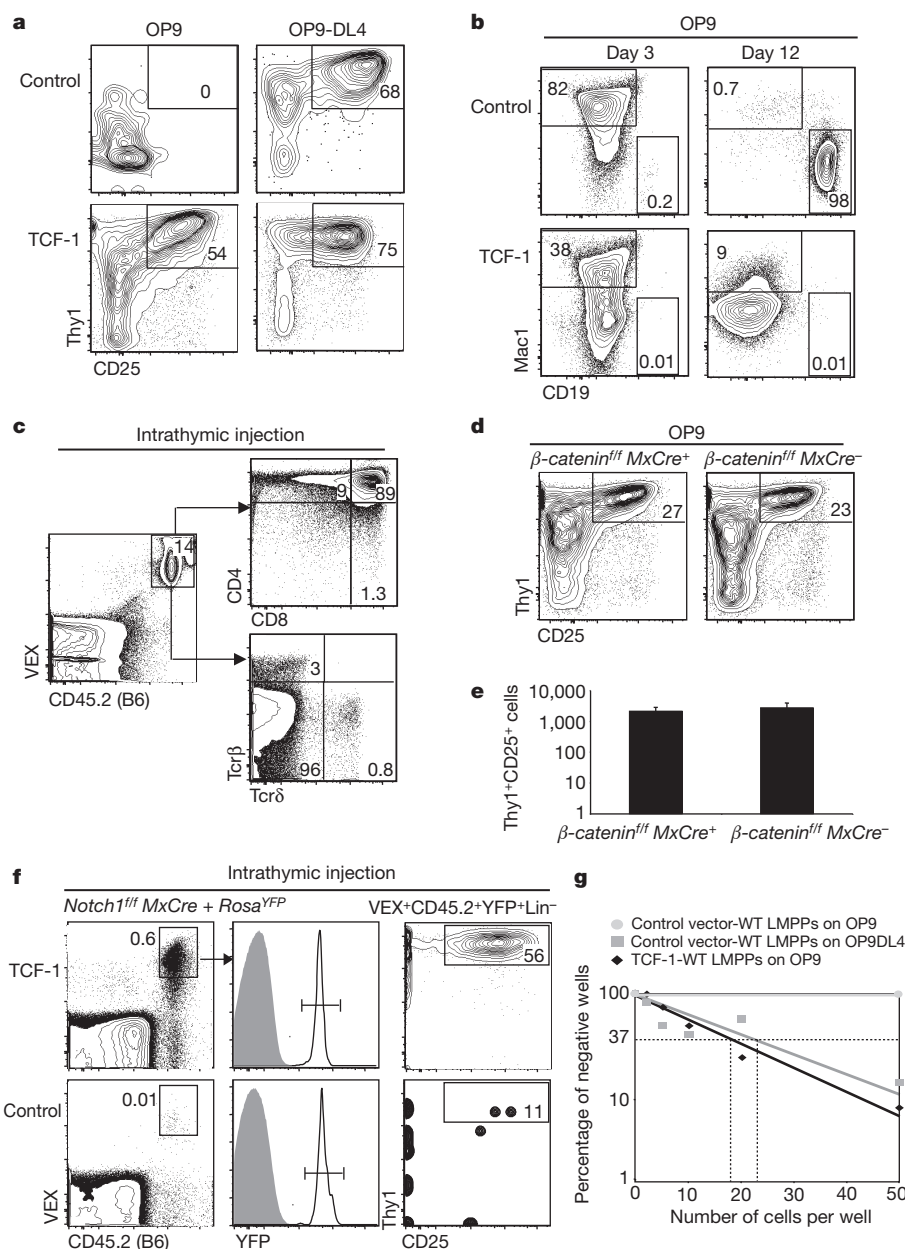 a
OP9
OP9-DL4
Control
0
68
TCF-1
54
75
Thy1
CD25
b
OP9
Day 3
Day 12
Control
82
0.2
0.7
98
TCF-1
38
0.01
9
0.01
Mac1
CD19
c
Intrathymic injection
14
VEX
CD45.2 (B6)
9
89
1.3
CD4
CD8
3
96
0.8
Tcrβ
Tcrδ
d
OP9
β-catenin^f/f MxCre⁺
β-catenin^f/f MxCre⁻
27
23
Thy1
CD25
e
10,000
1,000
100
10
1
Thy1⁺CD25⁺ cells
β-catenin^f/f MxCre⁺
β-catenin^f/f MxCre⁻
f
Intrathymic injection
Notch1^f/f MxCre + Rosa^YFP
VEX⁺CD45.2⁺YFP⁺Lin⁻
TCF-1
0.6
56
Control
0.01
11
VEX
CD45.2 (B6)
YFP
Thy1
CD25
g
Control vector-WT LMPPs on OP9
Control vector-WT LMPPs on OP9DL4
TCF-1-WT LMPPs on OP9
Percentage of negative wells
100
37
10
1
0 10 20 30 40 50
Number of cells per well